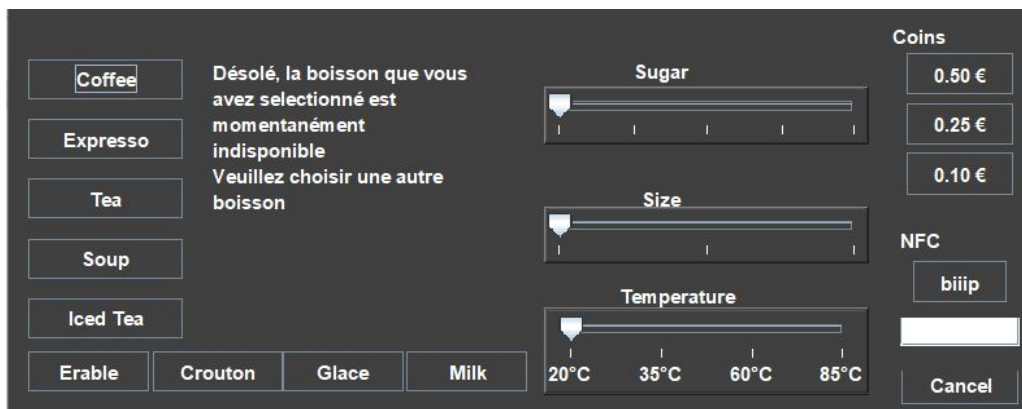 Coffee
Expresso
Tea
Soup
Iced Tea
Erable
Crouton
Glace
Milk
Désolé, la boisson que vous
avez selectionné est
momentanément
indisponible
Veuillez choisir une autre
boisson
Sugar
Size
Temperature
20°C 35°C 60°C 85°C
Coins
0.50 €
0.25 €
0.10 €
NFC
biiip
Cancel